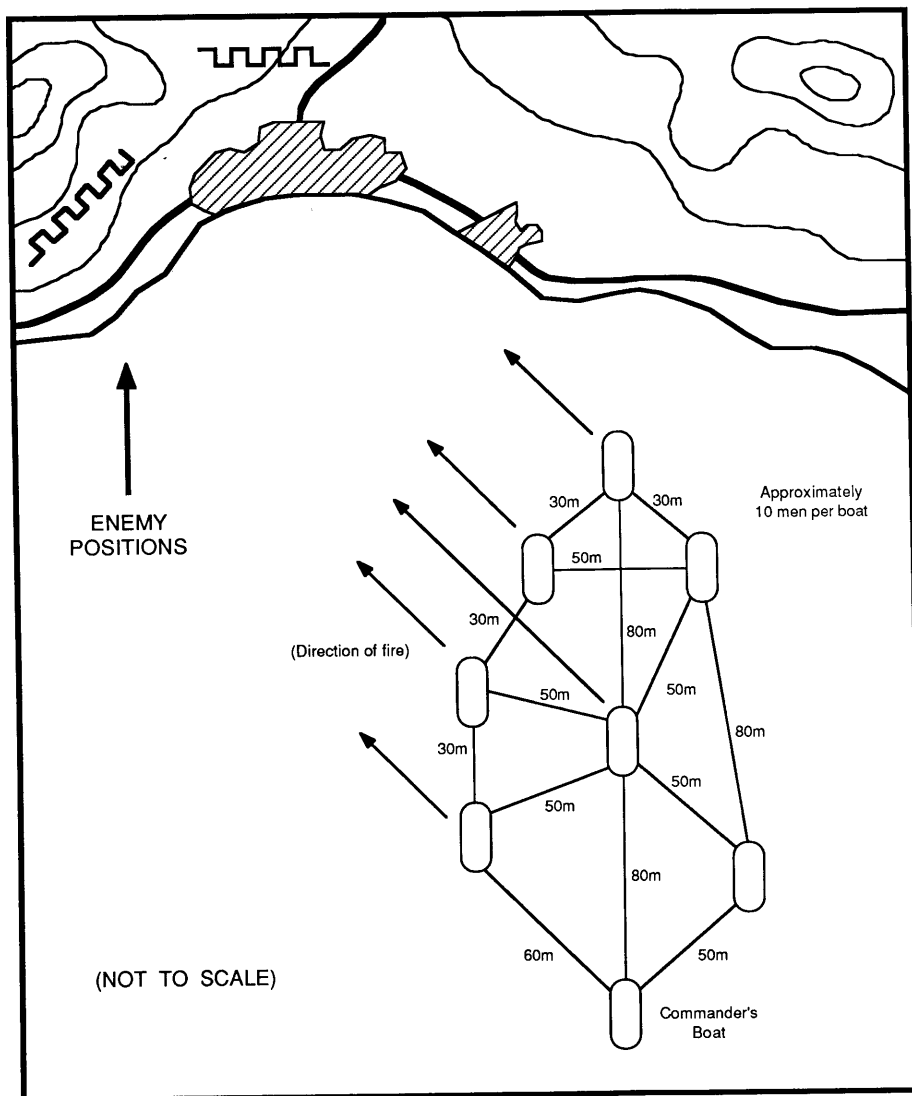 ENEMY
POSITIONS
Approximately
10 men per boat
30m
30m
50m
30m
80m
(Direction of fire)
50m
50m
80m
30m
50m
50m
80m
60m
50m
(NOT TO SCALE)
Commander's
Boat